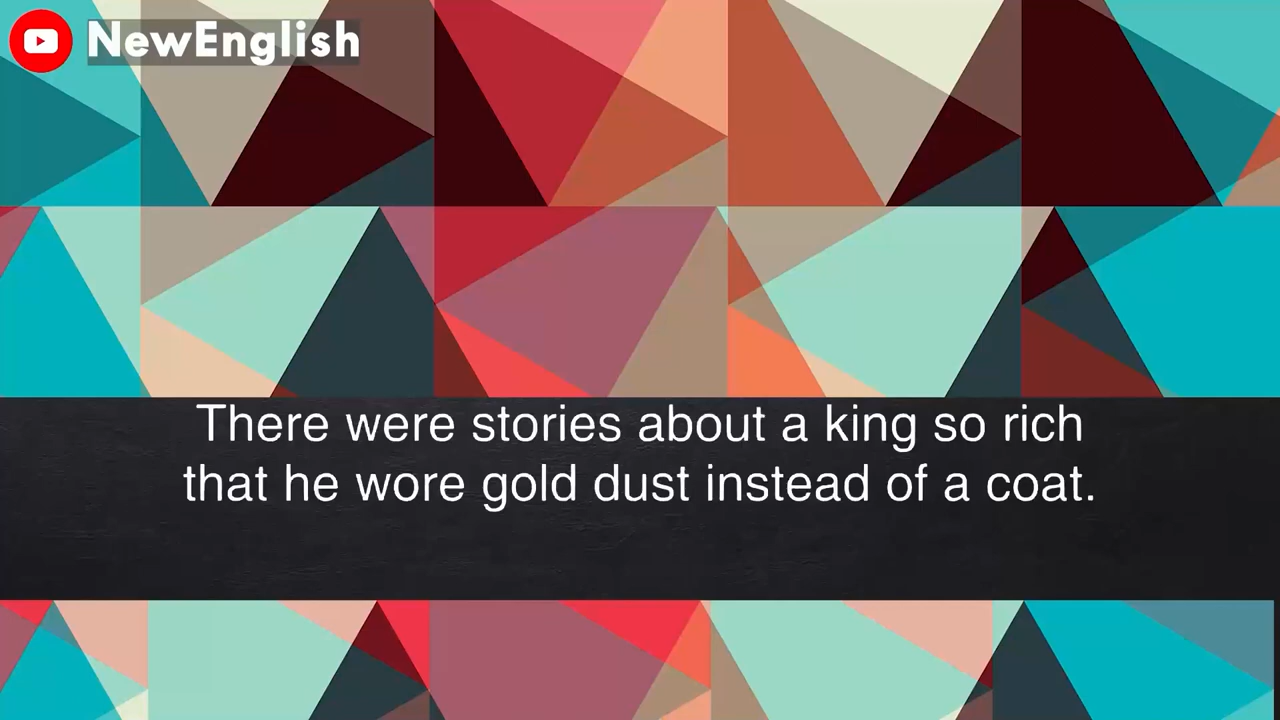 NewEnglish
There were stories about a king so rich
that he wore gold dust instead of a coat.